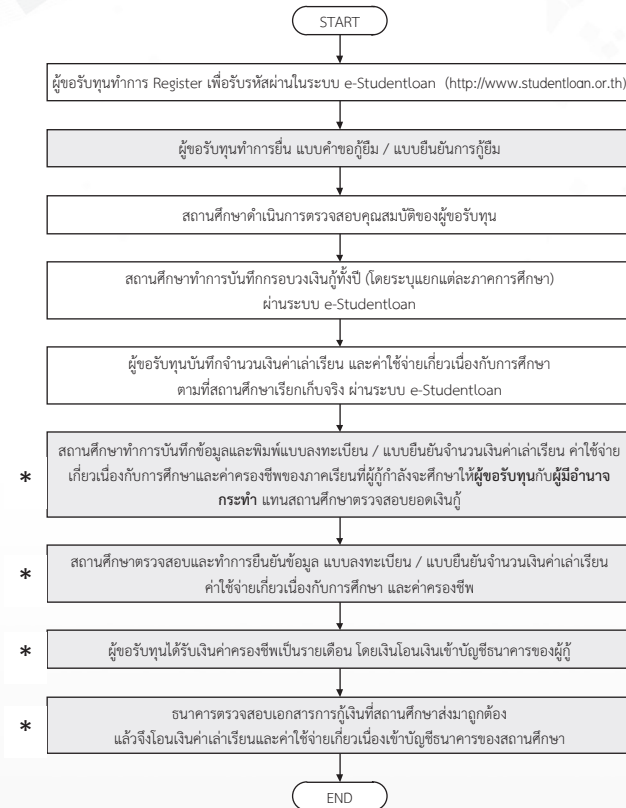 START
ผู้ขอรับทุนทำการ Register เพื่อรับรหัสผ่านในระบบ e-Studentloan (http://www.studentloan.or.th)
ผู้ขอรับทุนทำการยื่น แบบคำขอกู้ยืม / แบบยืนยันการกู้ยืม
สถานศึกษาดำเนินการตรวจสอบคุณสมบัติของผู้ขอรับทุน
สถานศึกษาทำการบันทึกกรอบวงเงินกู้ทั้งปี (โดยระบุแยกแต่ละภาคการศึกษา)
ผ่านระบบ e-Studentloan
ผู้ขอรับทุนบันทึกจำนวนเงินค่าเล่าเรียน และค่าใช้จ่ายเกี่ยวเนื่องกับการศึกษา
ตามที่สถานศึกษาเรียกเก็บจริง ผ่านระบบ e-Studentloan
สถานศึกษาทำการบันทึกข้อมูลและพิมพ์แบบลงทะเบียน / แบบยืนยันจำนวนเงินค่าเล่าเรียน ค่าใช้จ่าย
* เกี่ยวเนื่องกับการศึกษาและค่าครองชีพของภาคเรียนที่ผู้กู้กำลังจะศึกษาให้ผู้ขอรับทุนกับผู้มีอำนาจ
กระทำ แทนสถานศึกษาตรวจสอบยอดเงินกู้
* สถานศึกษาตรวจสอบและทำการยืนยันข้อมูล แบบลงทะเบียน / แบบยืนยันจำนวนเงินค่าเล่าเรียน
ค่าใช้จ่ายเกี่ยวเนื่องกับการศึกษา และค่าครองชีพ
* ผู้ขอรับทุนได้รับเงินค่าครองชีพเป็นรายเดือน โดยเงินโอนเงินเข้าบัญชีธนาคารของผู้กู้
* ธนาคารตรวจสอบเอกสารการกู้เงินที่สถานศึกษาส่งมาถูกต้อง
แล้วจึงโอนเงินค่าเล่าเรียนและค่าใช้จ่ายเกี่ยวเนื่องเข้าบัญชีธนาคารของสถานศึกษา
END